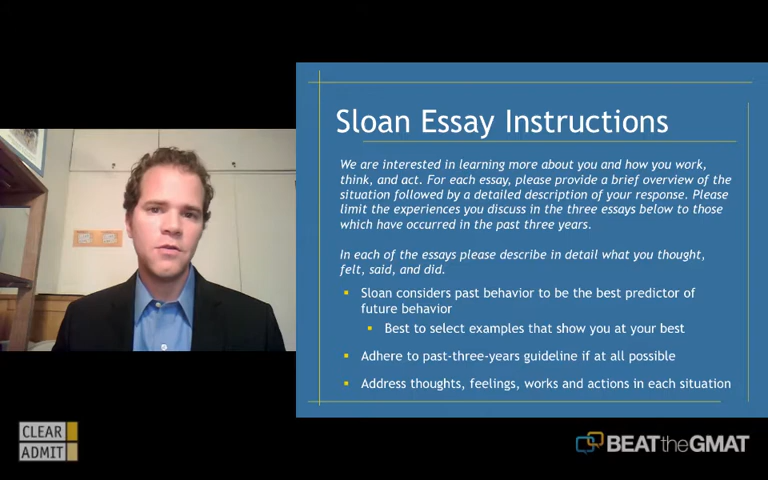 Sloan Essay Instructions
We are interested in learning more about you and how you work,
think, and act. For each essay, please provide a brief overview of the
situation followed by a detailed description of your response. Please
limit the experiences you discuss in the three essays below to those
which have occurred in the past three years.
In each of the essays please describe in detail what you thought,
felt, said, and did.
Sloan considers past behavior to be the best predictor of
future behavior
Best to select examples that show you at your best
Adhere to past-three-years guideline if at all possible
Address thoughts, feelings, works and actions in each situation
CLEAR
ADMIT
BEATtheGMAT